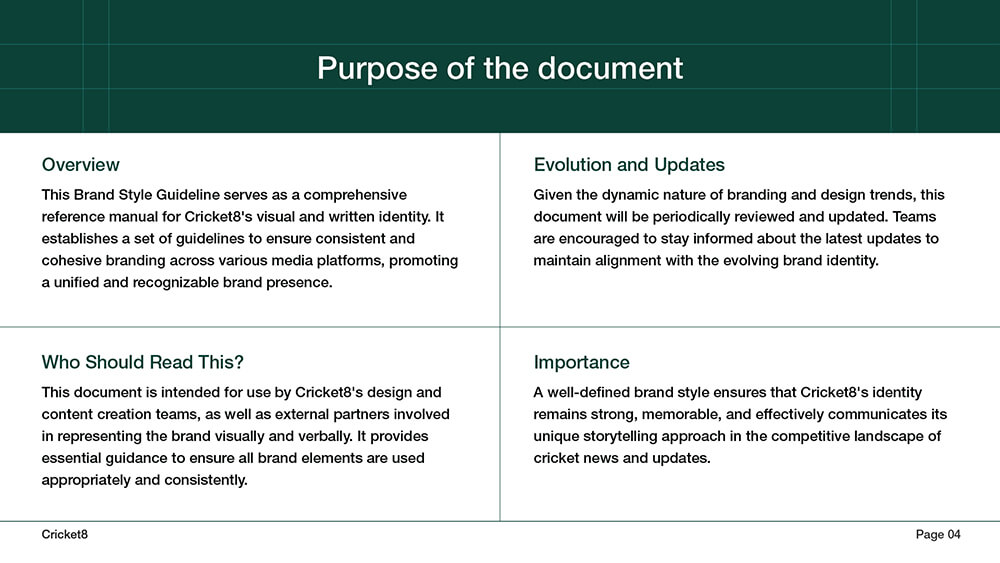 Purpose of the document
Overview
This Brand Style Guideline serves as a comprehensive
reference manual for Cricket8's visual and written identity. It
establishes a set of guidelines to ensure consistent and
cohesive branding across various media platforms, promoting
a unified and recognizable brand presence.
Evolution and Updates
Given the dynamic nature of branding and design trends, this
document will be periodically reviewed and updated. Teams
are encouraged to stay informed about the latest updates to
maintain alignment with the evolving brand identity.
Who Should Read This?
This document is intended for use by Cricket8's design and
content creation teams, as well as external partners involved
in representing the brand visually and verbally. It provides
essential guidance to ensure all brand elements are used
appropriately and consistently.
Importance
A well-defined brand style ensures that Cricket8's identity
remains strong, memorable, and effectively communicates its
unique storytelling approach in the competitive landscape of
cricket news and updates.
Cricket8
Page 04